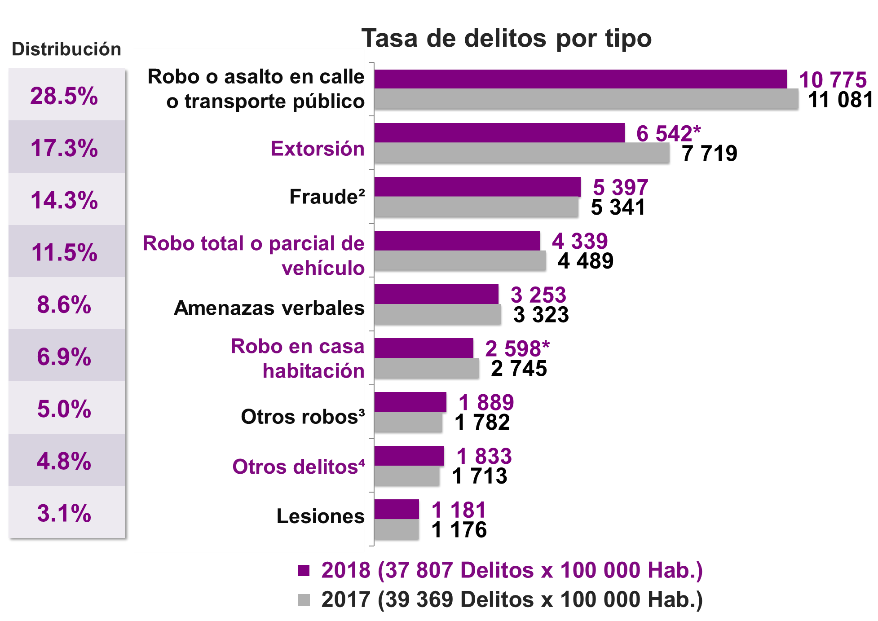 Tasa de delitos por tipo
Distribución
28.5%
Robo o asalto en calle
o transporte público
10 775
11 081
17.3%
Extorsión
6 542*
7 719
14.3%
Fraude²
5 397
5 341
11.5%
Robo total o parcial de
vehículo
4 339
4 489
8.6%
Amenazas verbales
3 253
3 323
6.9%
Robo en casa
habitación
2 598*
2 745
5.0%
Otros robos³
1 889
1 782
4.8%
Otros delitos⁴
1 833
1 713
3.1%
Lesiones
1 181
1 176
2018 (37 807 Delitos x 100 000 Hab.)
2017 (39 369 Delitos x 100 000 Hab.)